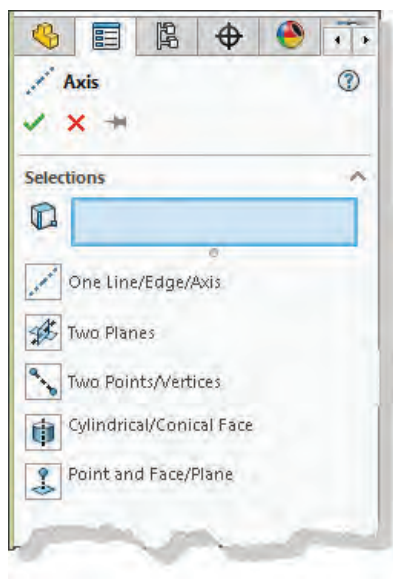 Axis
Selections
One Line/Edge/Axis
Two Planes
Two Points/Vertices
Cylindrical/Conical Face
Point and Face/Plane